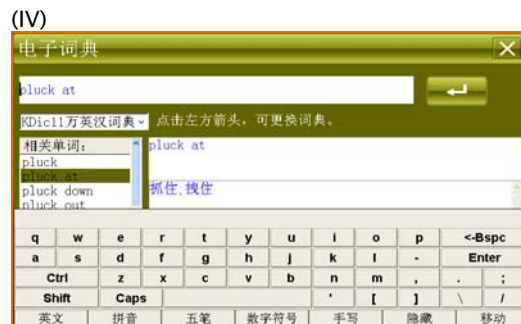 (IV)
电子词典
pluck at
KDic11万英汉词典 点击左方箭头，可更换词典。
相关单词： pluck at
pluck
pluck at
pluck down 抓住;拽住
pluck out
q w e r t y u i o p <-Bspc
a s d f g h j k l - Enter
Ctrl z x c v b n m , . ;
Shift Caps ' [ ] \ /
英文 拼音 五笔 数字符号 手写 隐藏 移动